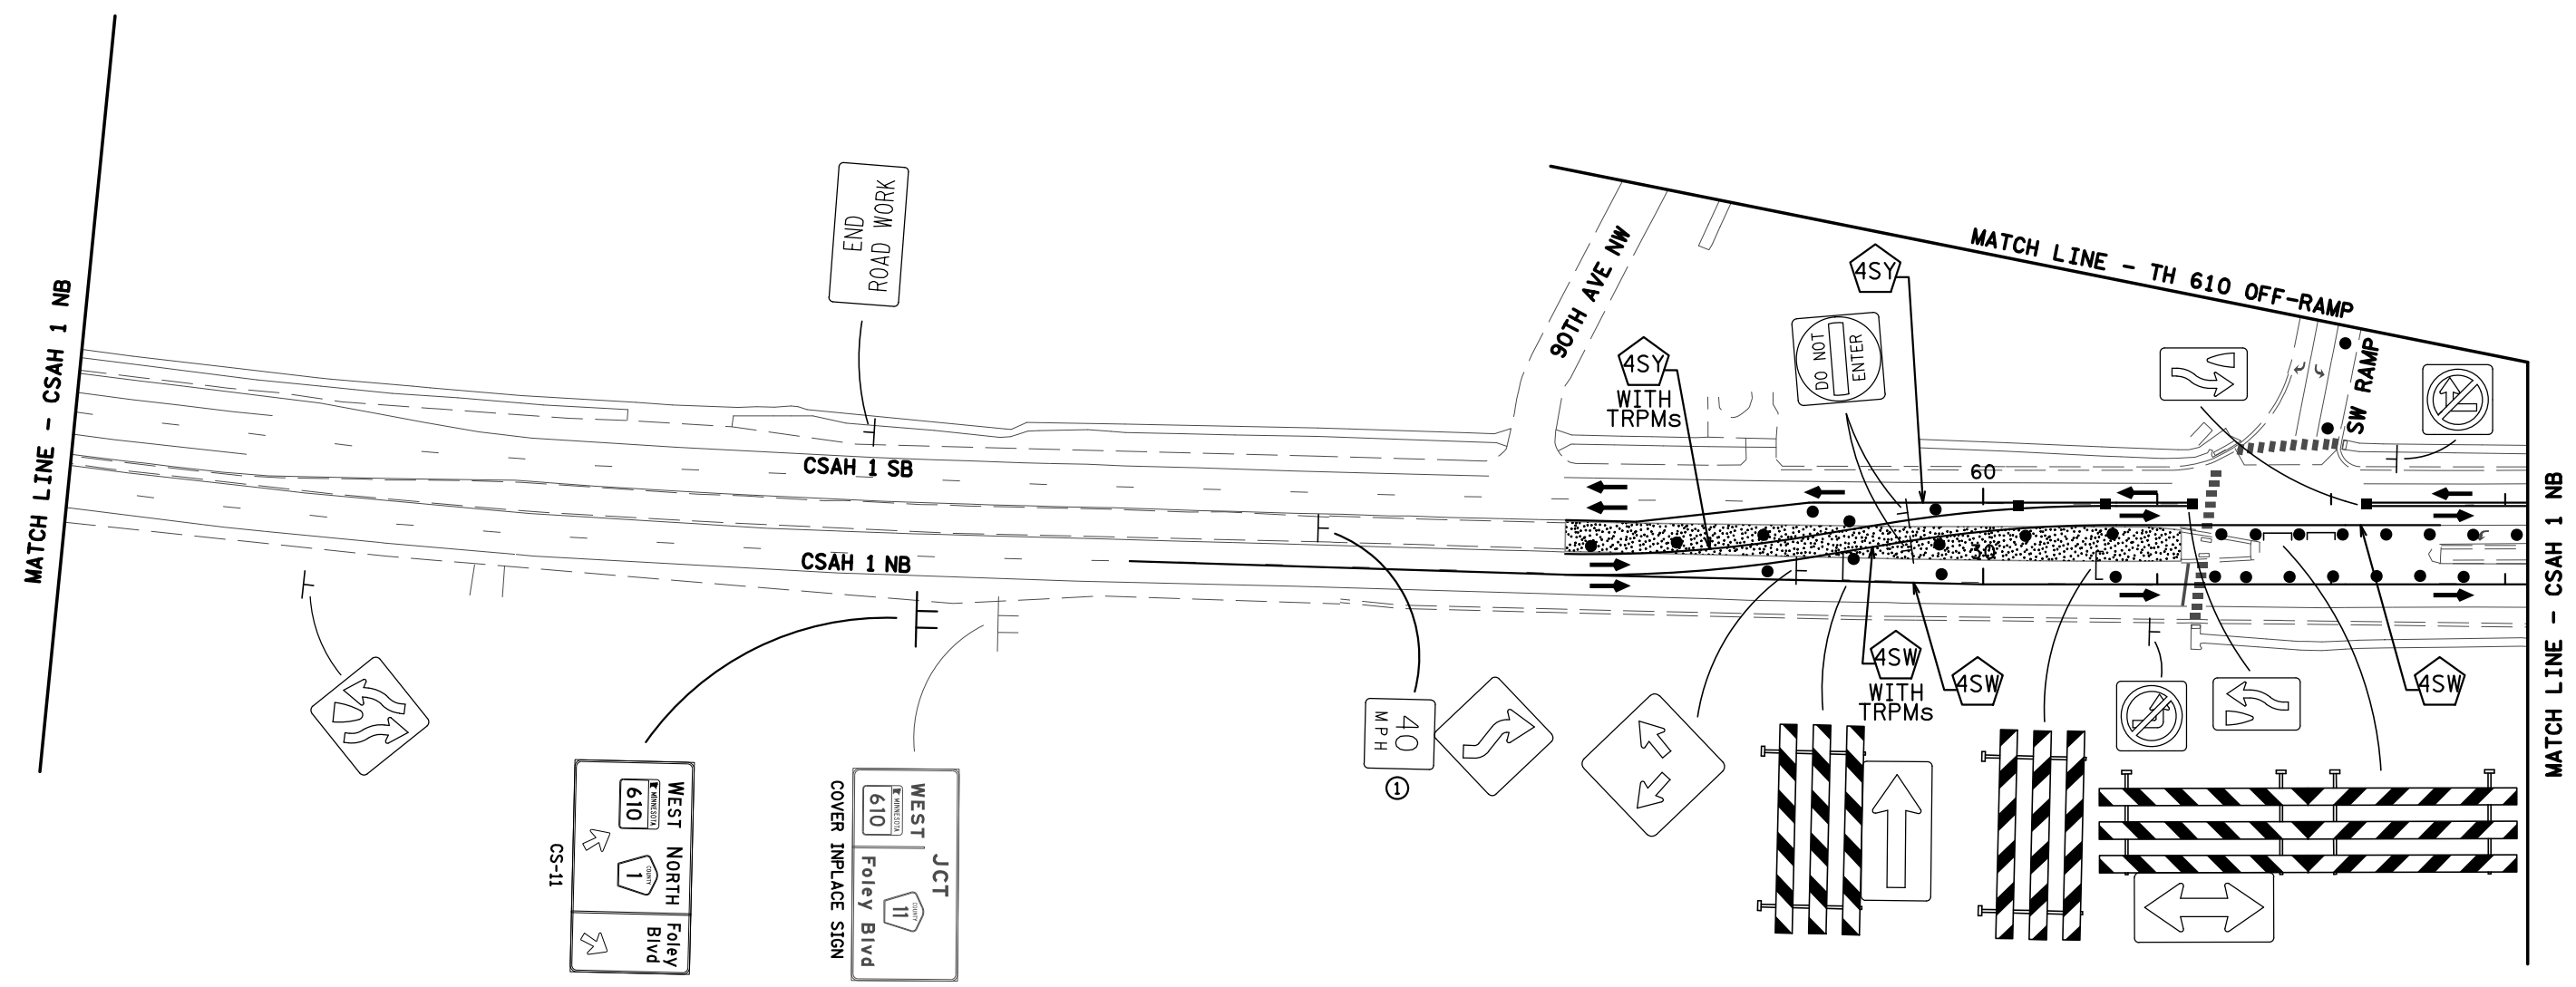 MATCH LINE - CSAH 1 NB
END
ROAD WORK
CSAH 1 SB
CSAH 1 NB
90TH AVE NW
MATCH LINE - TH 610 OFF-RAMP
SW RAMP
MATCH LINE - CSAH 1 NB
4SY
WITH
TRPMs
4SY
DO NOT
ENTER
60
30
4SW
WITH
TRPMs
4SW
4SW
40
MPH
1
WEST NORTH
MINNESOTA
610
COUNTY
1
Foley
Blvd
CS-11
JCT
WEST
MINNESOTA
610
COUNTY
11
Foley Blvd
COVER INPLACE SIGN